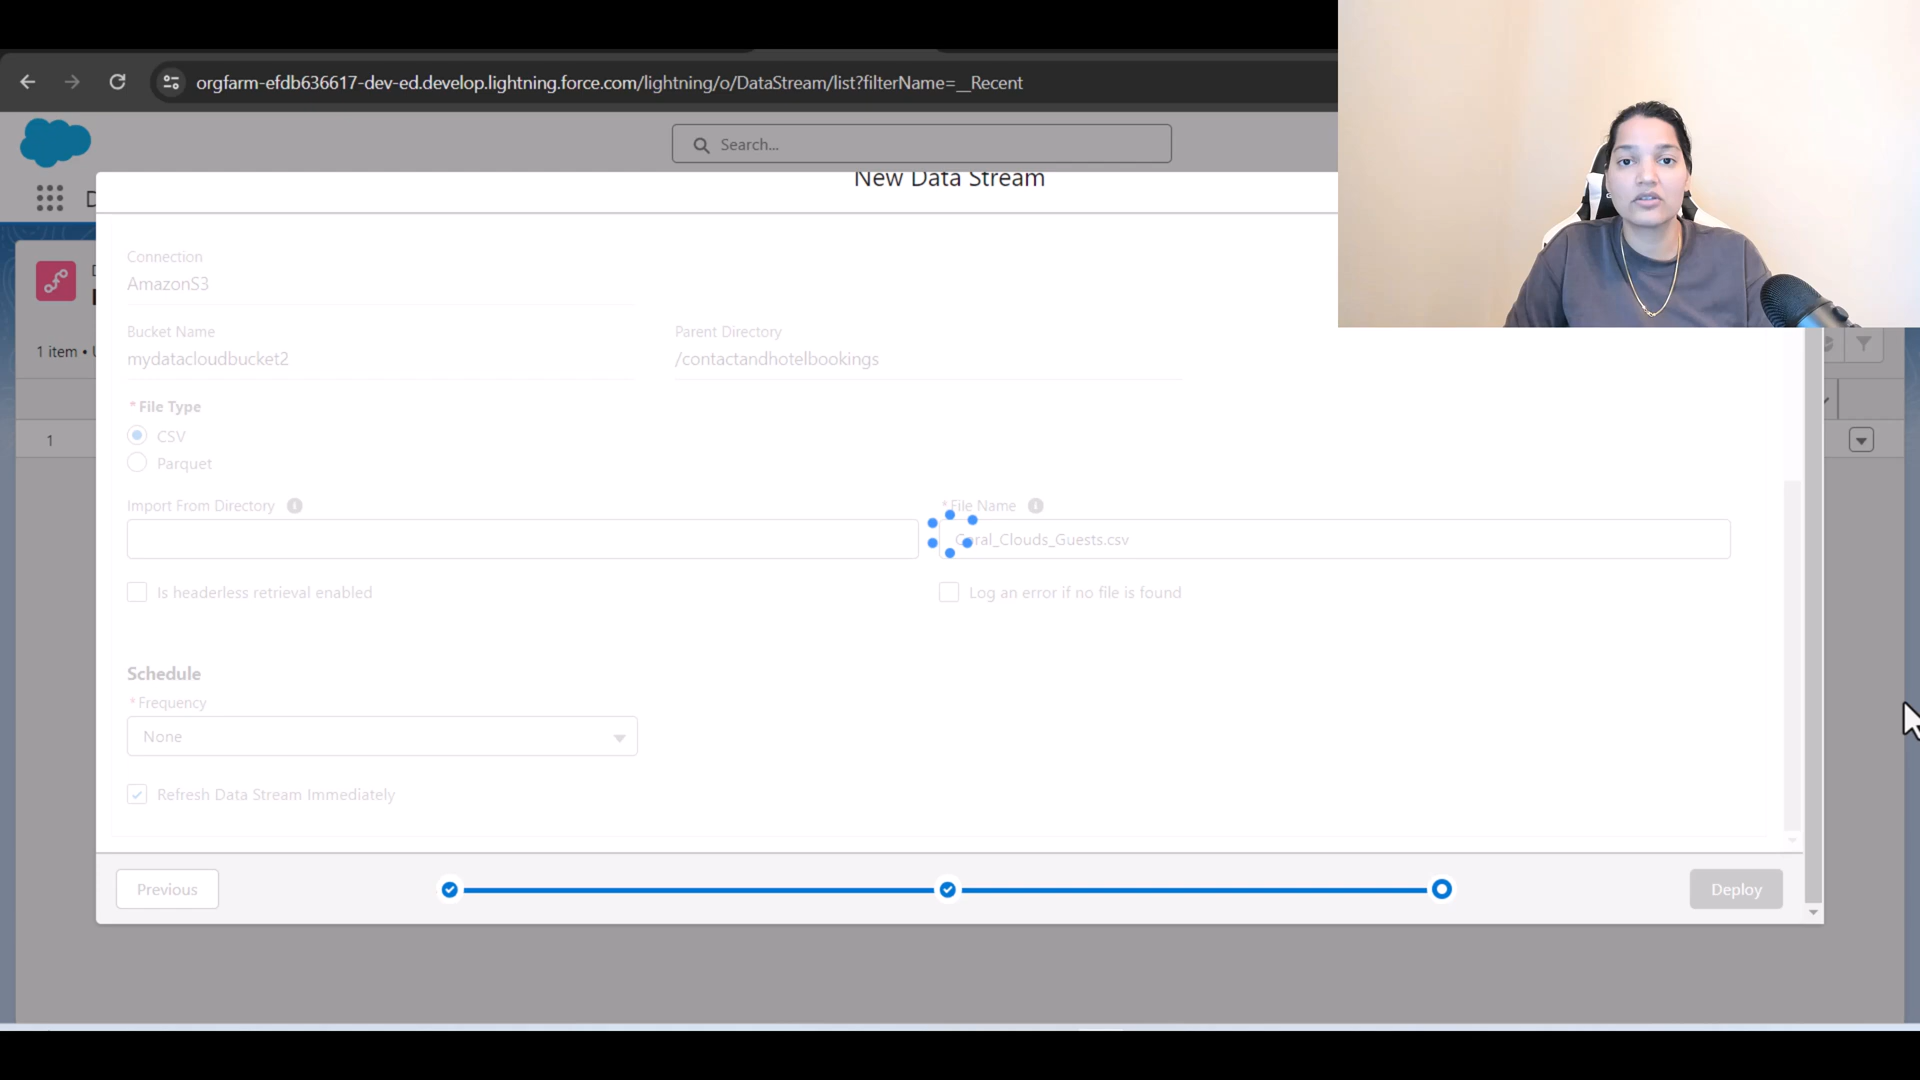 orgfarm-efdb636617-dev-ed.develop.lightning.force.com/lightning/o/DataStream/list?filterName=__Recent
Search...
New Data Stream
Connection
AmazonS3
Bucket Name
Parent Directory
mydatacloudbucket2
/contactandhotelbookings
1 item •
* File Type
CSV
1
Parquet
Import From Directory
* File Name
Coral_Clouds_Guests.csv
Is headerless retrieval enabled
Log an error if no file is found
Schedule
* Frequency
None
Refresh Data Stream Immediately
Previous
Deploy